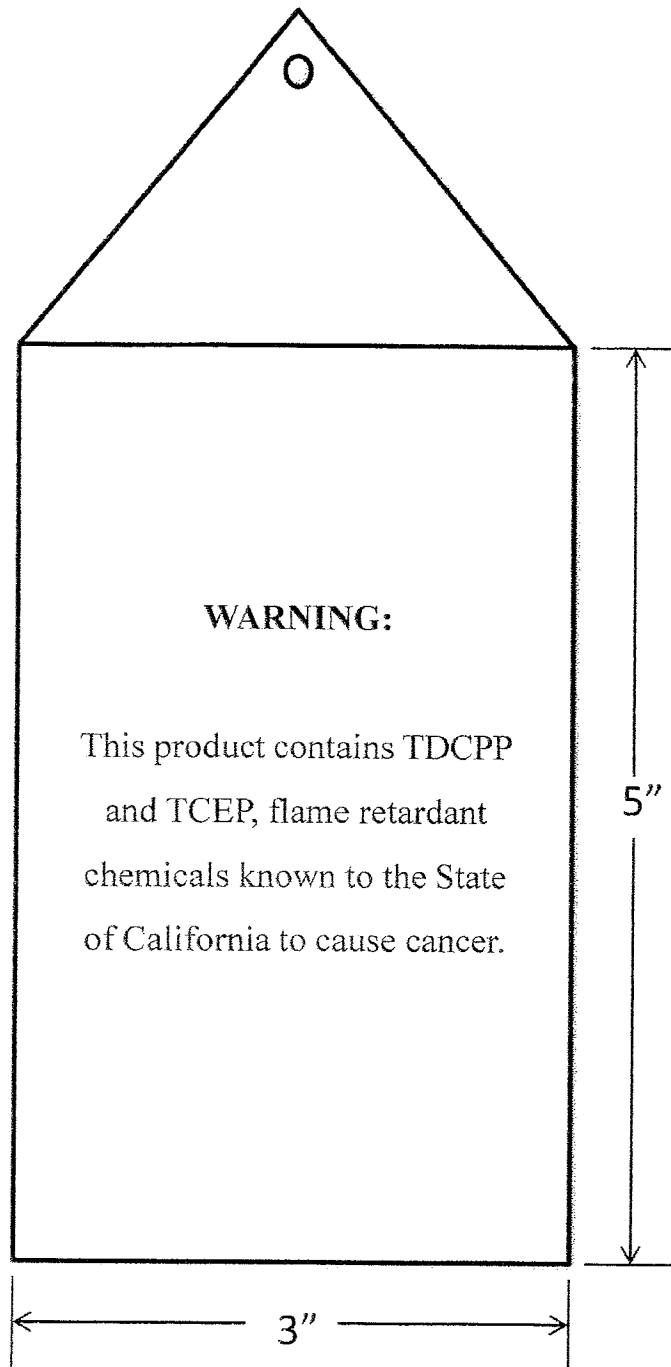 WARNING:
This product contains TDCPP
and TCEP, flame retardant
chemicals known to the State
of California to cause cancer.
5”
3”